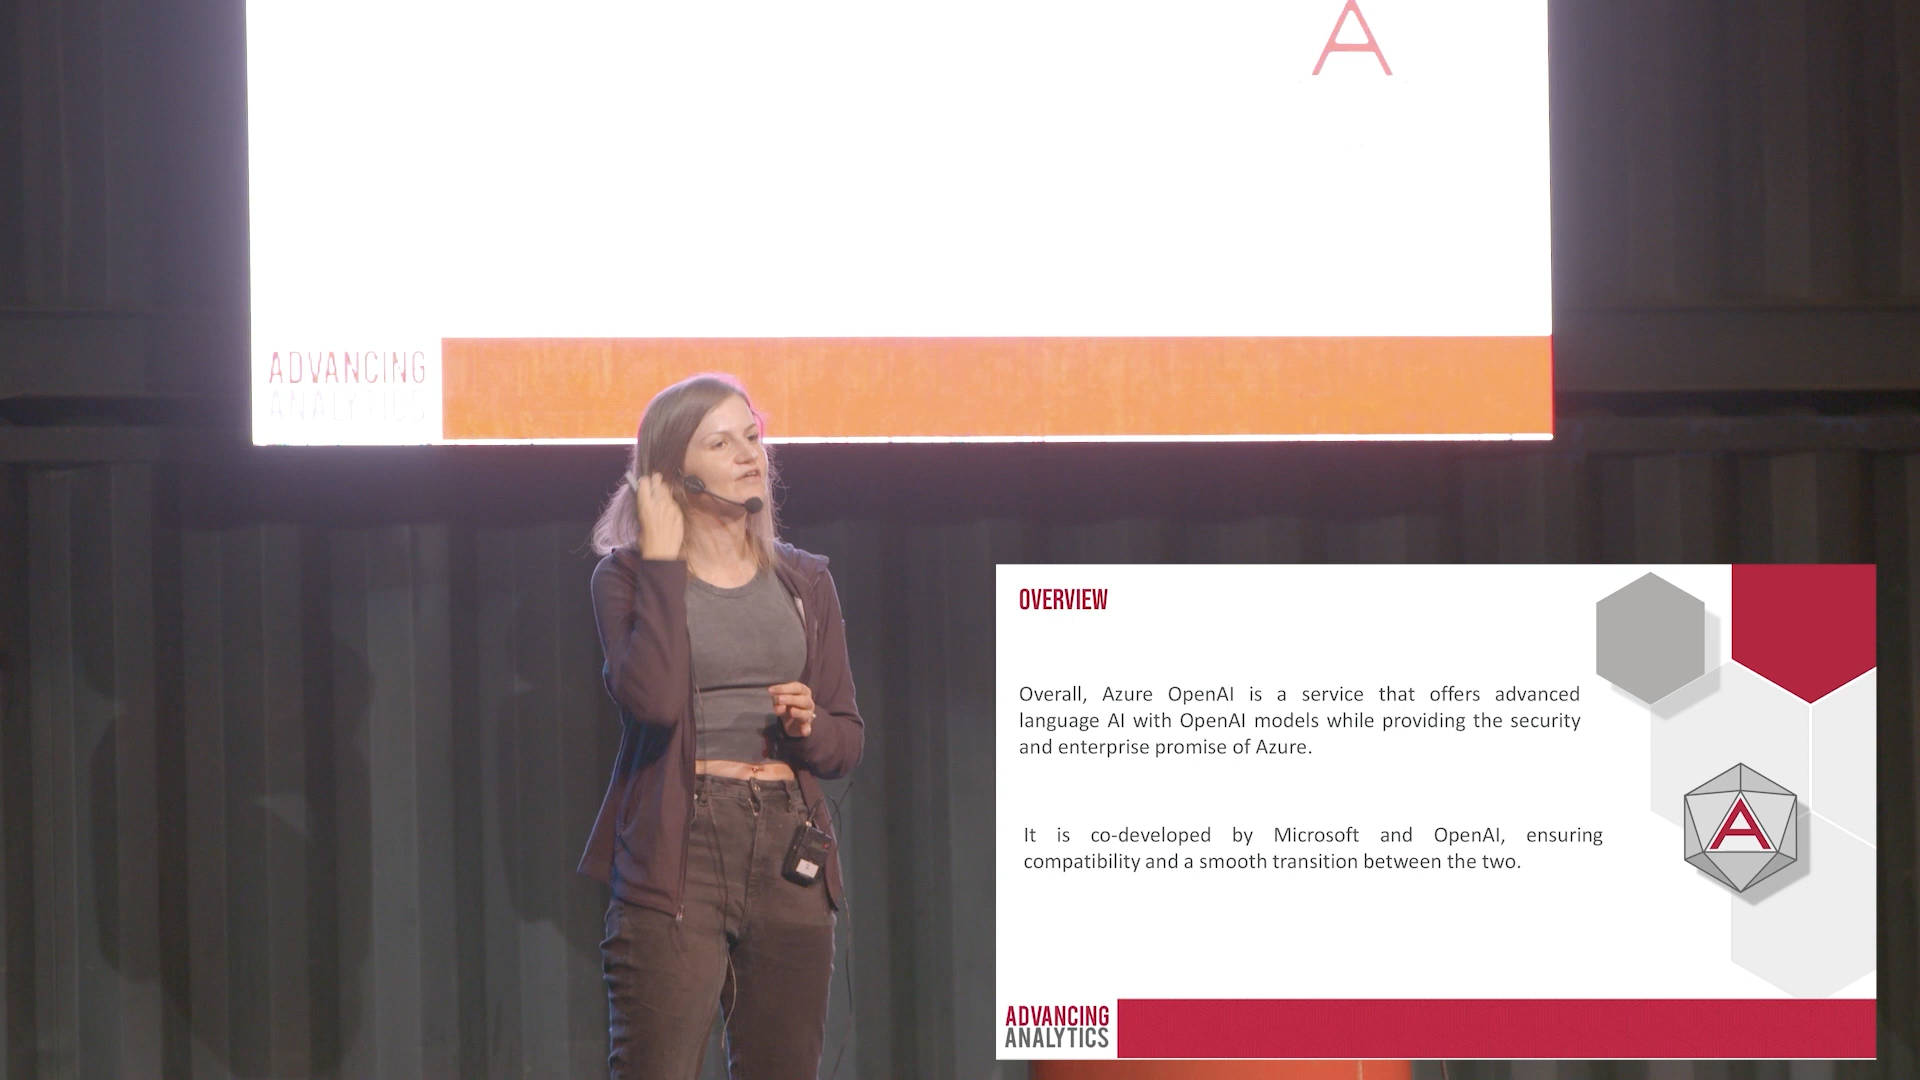 A
ADVANCING
ANALYTICS
OVERVIEW
Overall, Azure OpenAI is a service that offers advanced
language AI with OpenAI models while providing the security
and enterprise promise of Azure.
It is co-developed by Microsoft and OpenAI, ensuring
compatibility and a smooth transition between the two.
A
ADVANCING
ANALYTICS